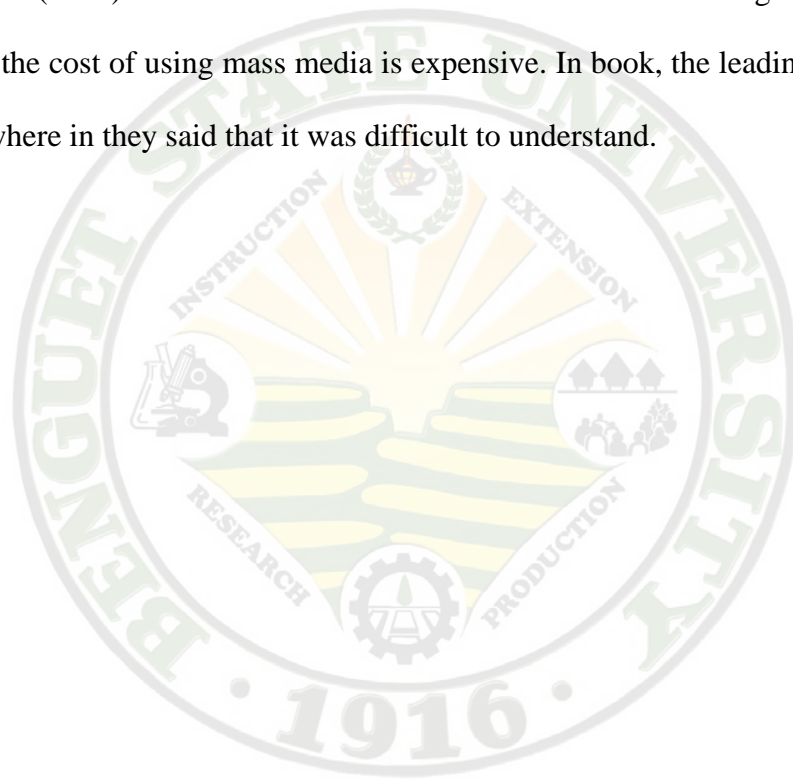 the cost of using mass media is expensive. In book, the leadin
where in they said that it was difficult to understand.
BENGUET STATE UNIVERSITY
INSTRUCTION
EXTENSION
RESEARCH
PRODUCTION
• 1916 •